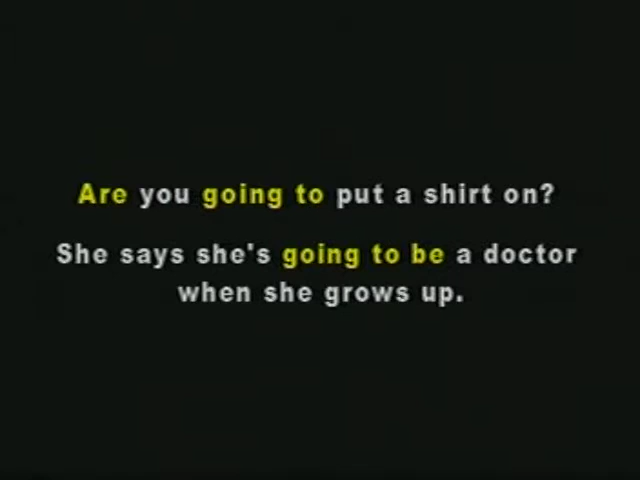 Are you going to put a shirt on?
She says she's going to be a doctor
when she grows up.